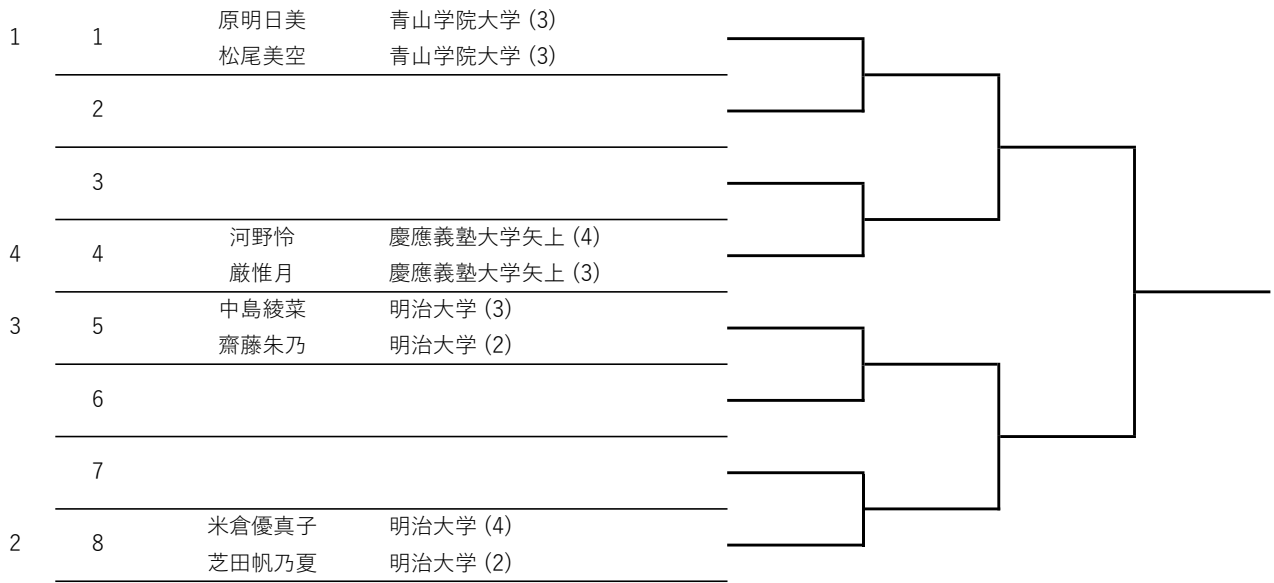 原明日美 青山学院大学 (3)
1 1
松尾美空 青山学院大学 (3)
2
3
河野怜 慶應義塾大学矢上 (4)
4 4
厳惟月 慶應義塾大学矢上 (3)
中島綾菜 明治大学 (3)
3 5
齋藤朱乃 明治大学 (2)
6
7
米倉優真子 明治大学 (4)
2 8
芝田帆乃夏 明治大学 (2)